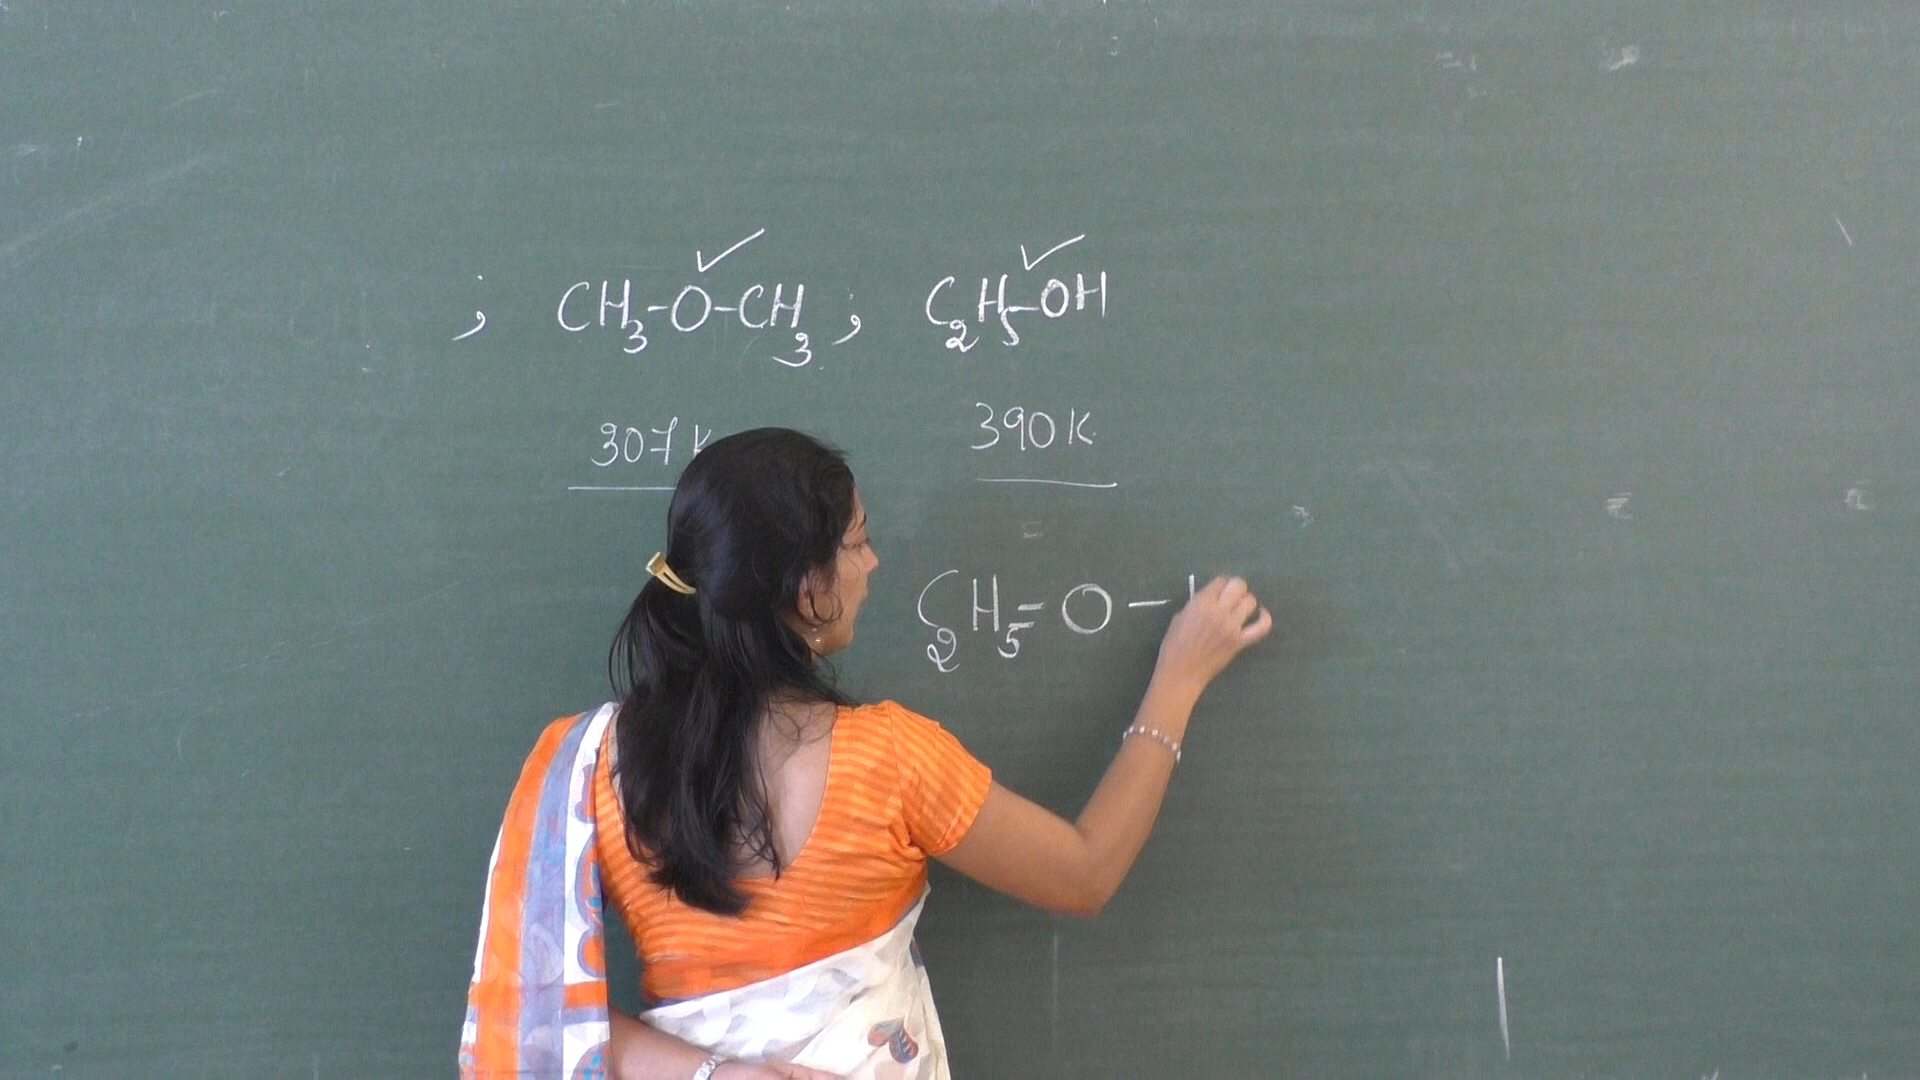 ; CH₃-O-CH₃ ; C₂H₅-OH
307 K 390 K
C₂H₅ = O –